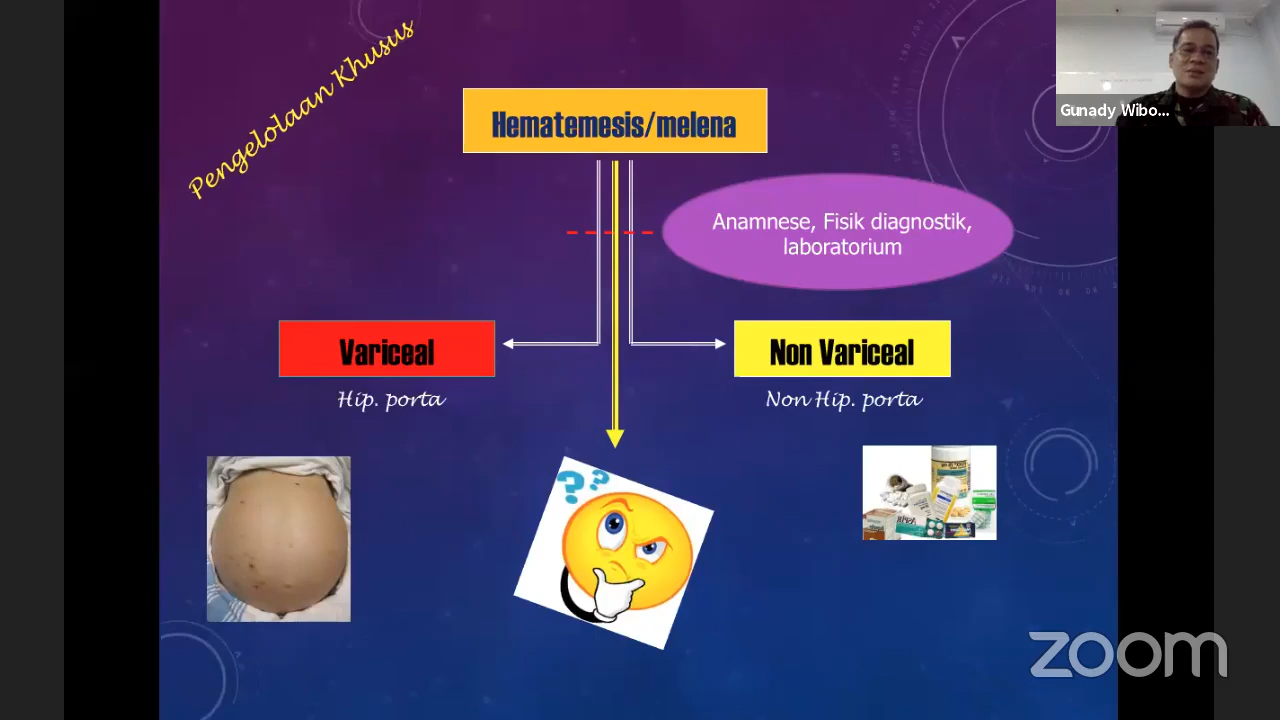 Pengelolaan Khusus
Hematemesis/melena
Gunady Wibo...
Anamnese, Fisik diagnostik,
laboratorium
Variceal
Non Variceal
Hip. porta
Non Hip. porta
??
zoom